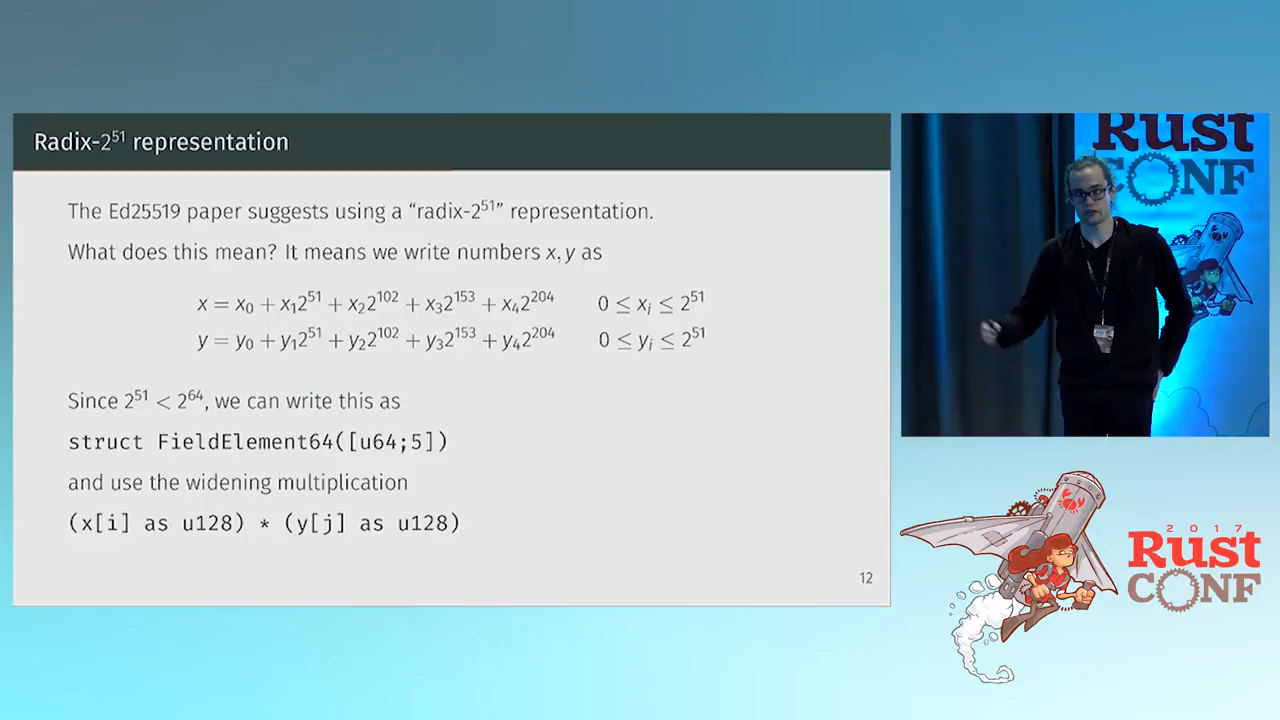 Radix-2⁵¹ representation
The Ed25519 paper suggests using a “radix-2⁵¹” representation.
What does this mean? It means we write numbers x, y as
x = x₀ + x₁2⁵¹ + x₂2¹⁰² + x₃2¹⁵³ + x₄2²⁰⁴ 0 ≤ xᵢ ≤ 2⁵¹
y = y₀ + y₁2⁵¹ + y₂2¹⁰² + y₃2¹⁵³ + y₄2²⁰⁴ 0 ≤ yᵢ ≤ 2⁵¹
Since 2⁵¹ < 2⁶⁴, we can write this as
struct FieldElement64([u64;5])
and use the widening multiplication
(x[i] as u128) * (y[j] as u128)
12
Rust
CONF
2017
Rust
CONF